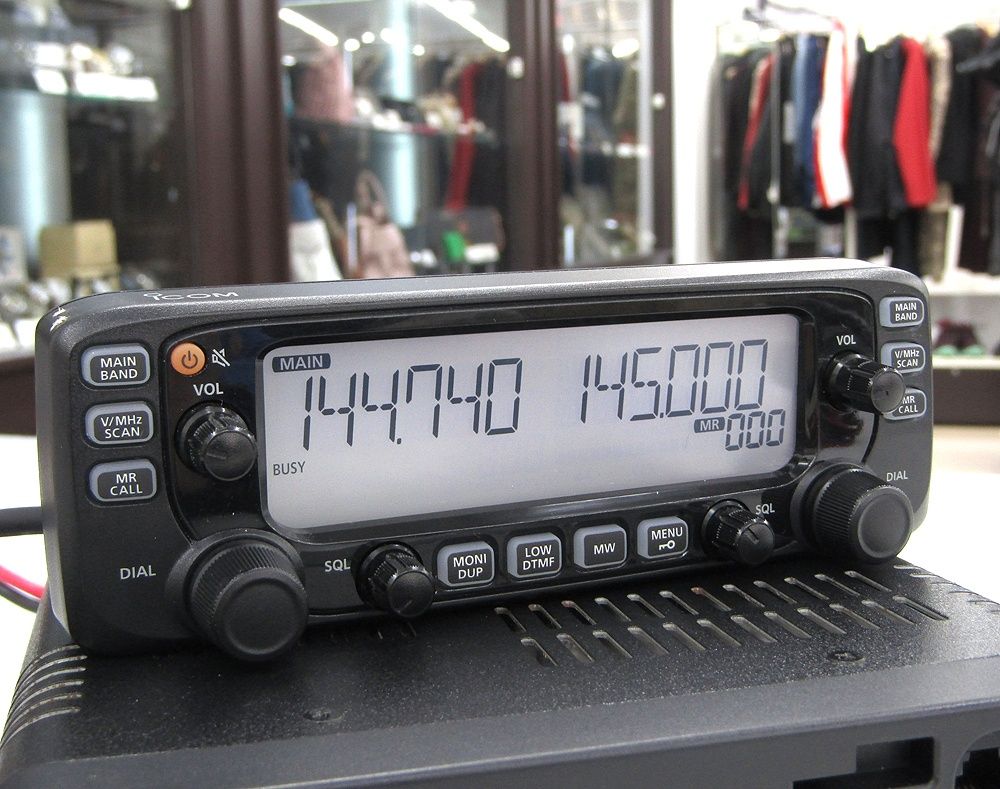 ICOM
MAIN
BAND
V/MHz
SCAN
MR
CALL
VOL
MAIN
144.740
145.000
MR 000
BUSY
VOL
MAIN
BAND
V/MHz
SCAN
MR
CALL
DIAL
SQL
MONI
DUP
LOW
DTMF
MW
MENU
SQL
DIAL